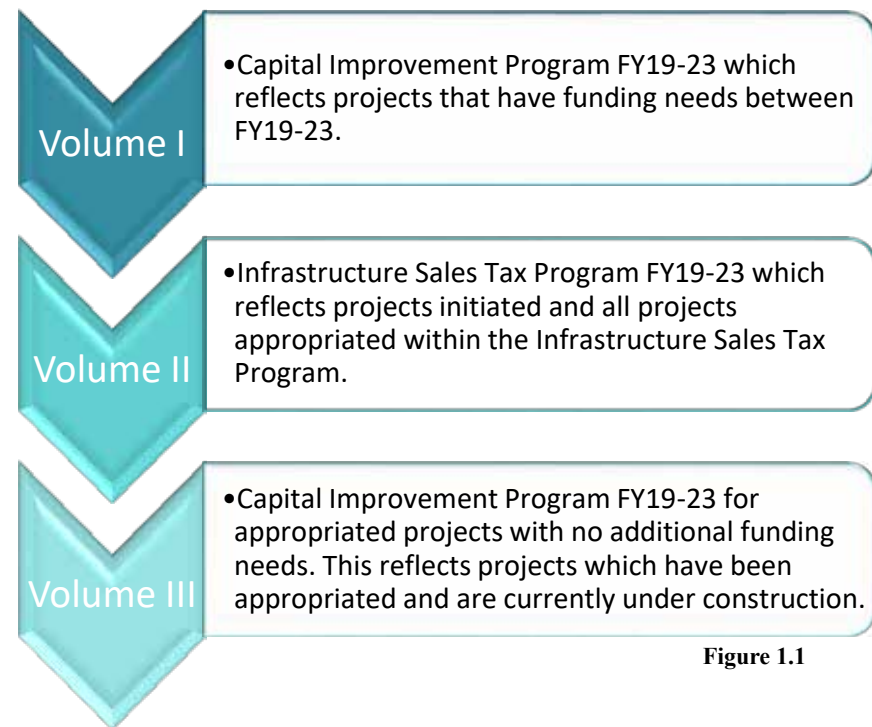 Volume I
•Capital Improvement Program FY19-23 which
reflects projects that have funding needs between
FY19-23.
Volume II
•Infrastructure Sales Tax Program FY19-23 which
reflects projects initiated and all projects
appropriated within the Infrastructure Sales Tax
Program.
Volume III
•Capital Improvement Program FY19-23 for
appropriated projects with no additional funding
needs. This reflects projects which have been
appropriated and are currently under construction.
Figure 1.1